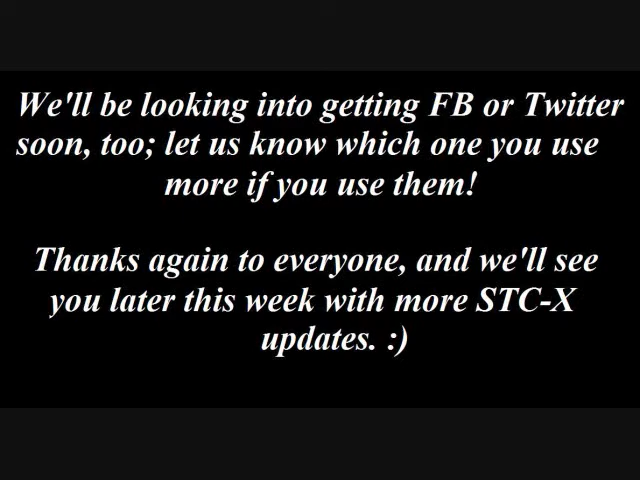 We'll be looking into getting FB or Twitter
soon, too; let us know which one you use
more if you use them!
Thanks again to everyone, and we'll see
you later this week with more STC-X
updates. :)